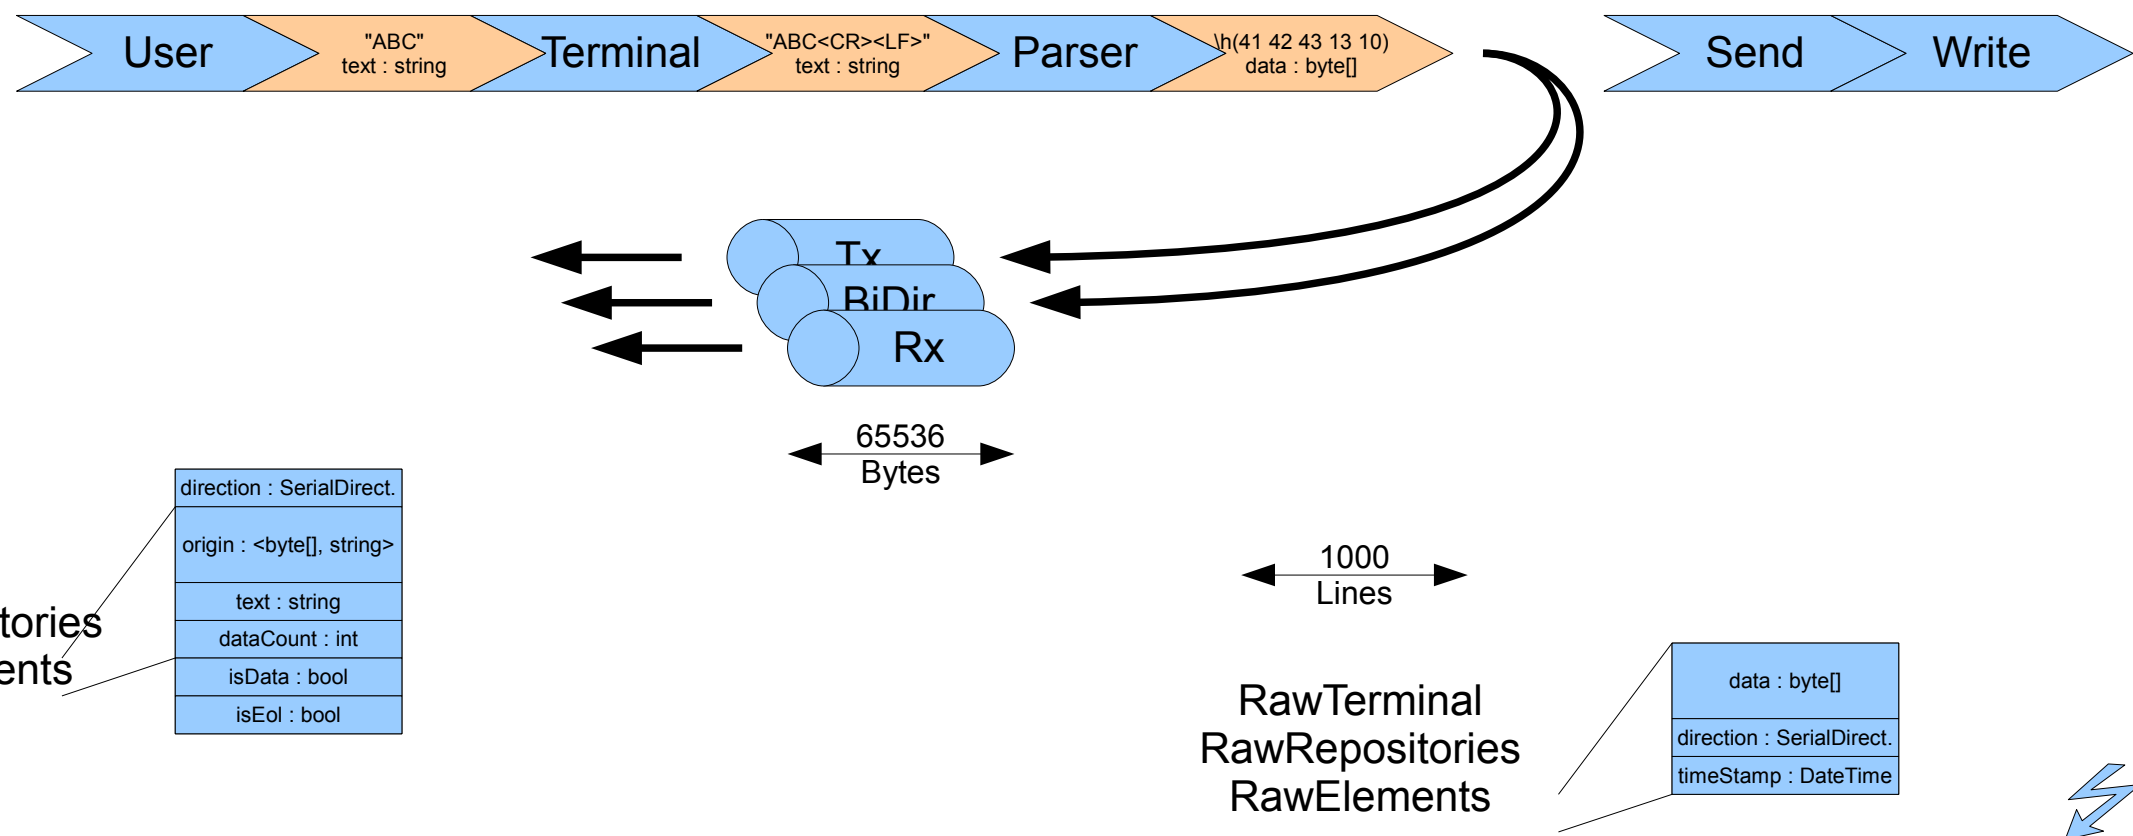 User
"ABC"
text : string
Terminal
"ABC<CR><LF>"
text : string
Parser
\h(41 42 43 13 10)
data : byte[]
Send
Write
Tx
BiDir
Rx
65536
Bytes
direction : SerialDirect.
origin : <byte[], string>
text : string
dataCount : int
isData : bool
isEol : bool
tories
ents
1000
Lines
RawTerminal
RawRepositories
RawElements
data : byte[]
direction : SerialDirect.
timeStamp : DateTime